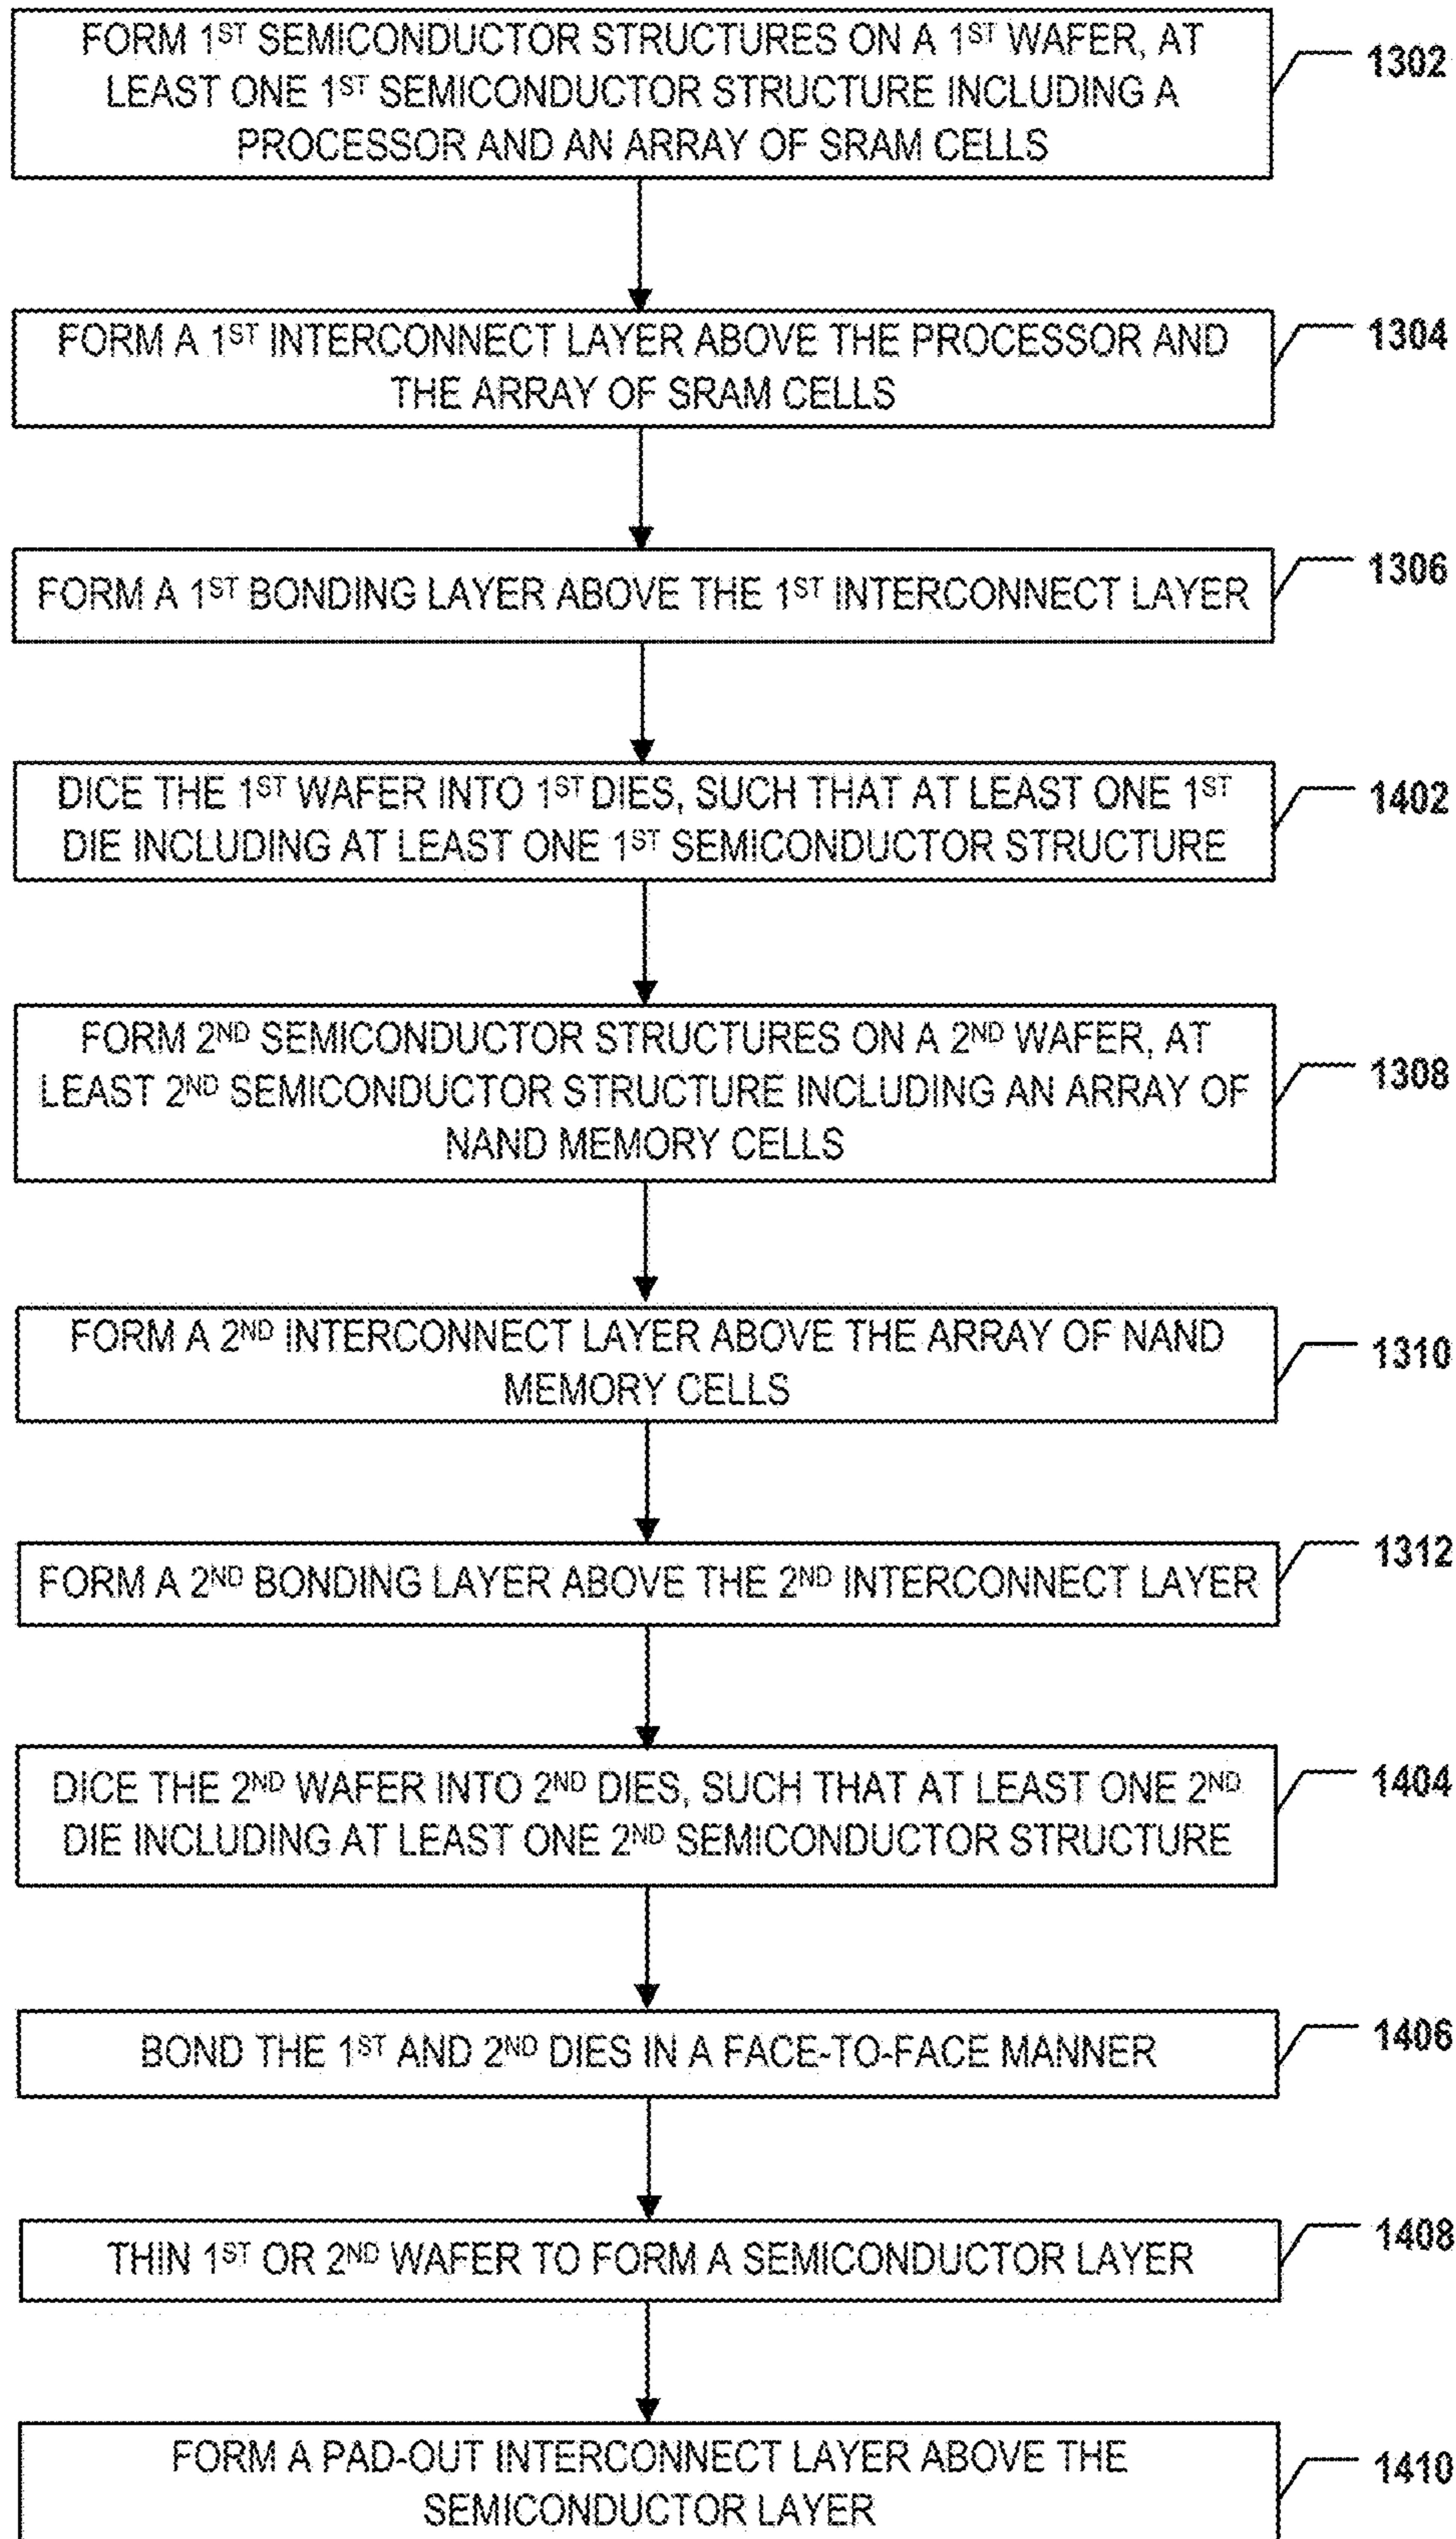 FORM 1ST SEMICONDUCTOR STRUCTURES ON A 1ST WAFER, AT
LEAST ONE 1ST SEMICONDUCTOR STRUCTURE INCLUDING A
PROCESSOR AND AN ARRAY OF SRAM CELLS
1302
FORM A 1ST INTERCONNECT LAYER ABOVE THE PROCESSOR AND
THE ARRAY OF SRAM CELLS
1304
FORM A 1ST BONDING LAYER ABOVE THE 1ST INTERCONNECT LAYER
1306
DICE THE 1ST WAFER INTO 1ST DIES, SUCH THAT AT LEAST ONE 1ST
DIE INCLUDING AT LEAST ONE 1ST SEMICONDUCTOR STRUCTURE
1402
FORM 2ND SEMICONDUCTOR STRUCTURES ON A 2ND WAFER, AT
LEAST 2ND SEMICONDUCTOR STRUCTURE INCLUDING AN ARRAY OF
NAND MEMORY CELLS
1308
FORM A 2ND INTERCONNECT LAYER ABOVE THE ARRAY OF NAND
MEMORY CELLS
1310
FORM A 2ND BONDING LAYER ABOVE THE 2ND INTERCONNECT LAYER
1312
DICE THE 2ND WAFER INTO 2ND DIES, SUCH THAT AT LEAST ONE 2ND
DIE INCLUDING AT LEAST ONE 2ND SEMICONDUCTOR STRUCTURE
1404
BOND THE 1ST AND 2ND DIES IN A FACE-TO-FACE MANNER
1406
THIN 1ST OR 2ND WAFER TO FORM A SEMICONDUCTOR LAYER
1408
FORM A PAD-OUT INTERCONNECT LAYER ABOVE THE
SEMICONDUCTOR LAYER
1410